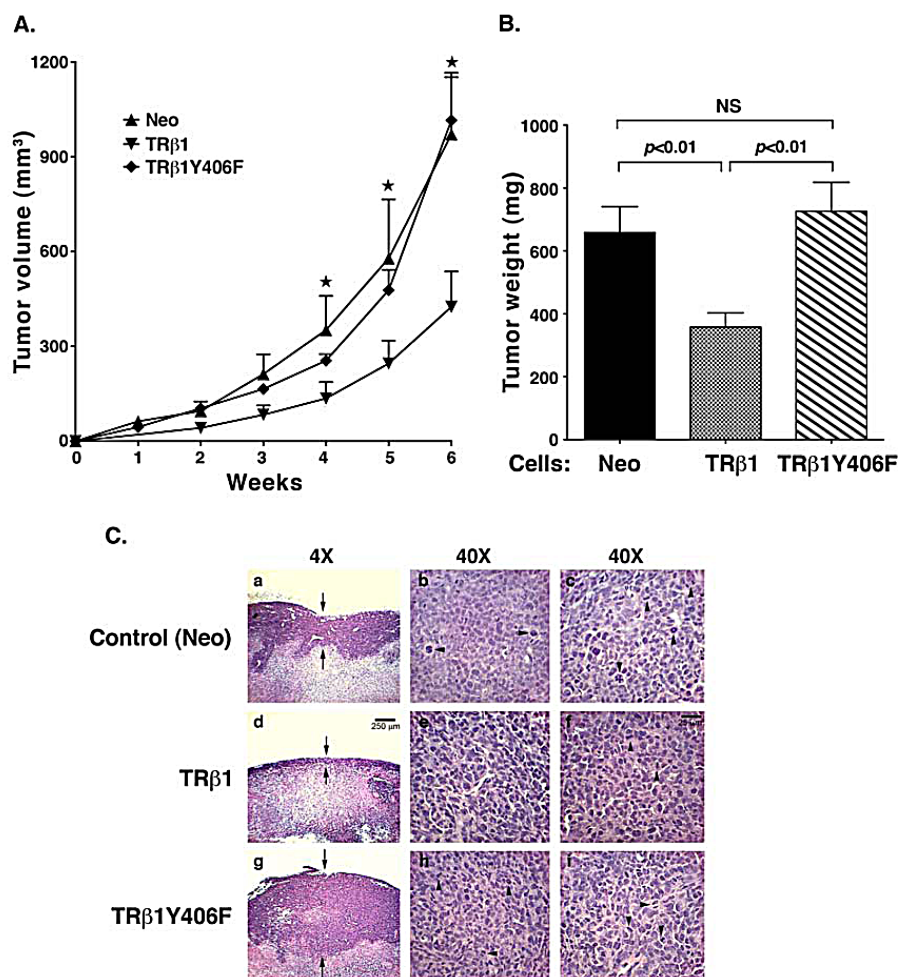 A.
1200
900
600
300
0
Tumor volume (mm³)
Neo
TRβ1
TRβ1Y406F
★
★
★
0 1 2 3 4 5 6
Weeks
B.
NS
p<0.01 p<0.01
1000
800
600
400
200
0
Tumor weight (mg)
Cells: Neo TRβ1 TRβ1Y406F
C.
4X 40X 40X
Control (Neo)
a b c
TRβ1
d e f
250 μm
TRβ1Y406F
g h i